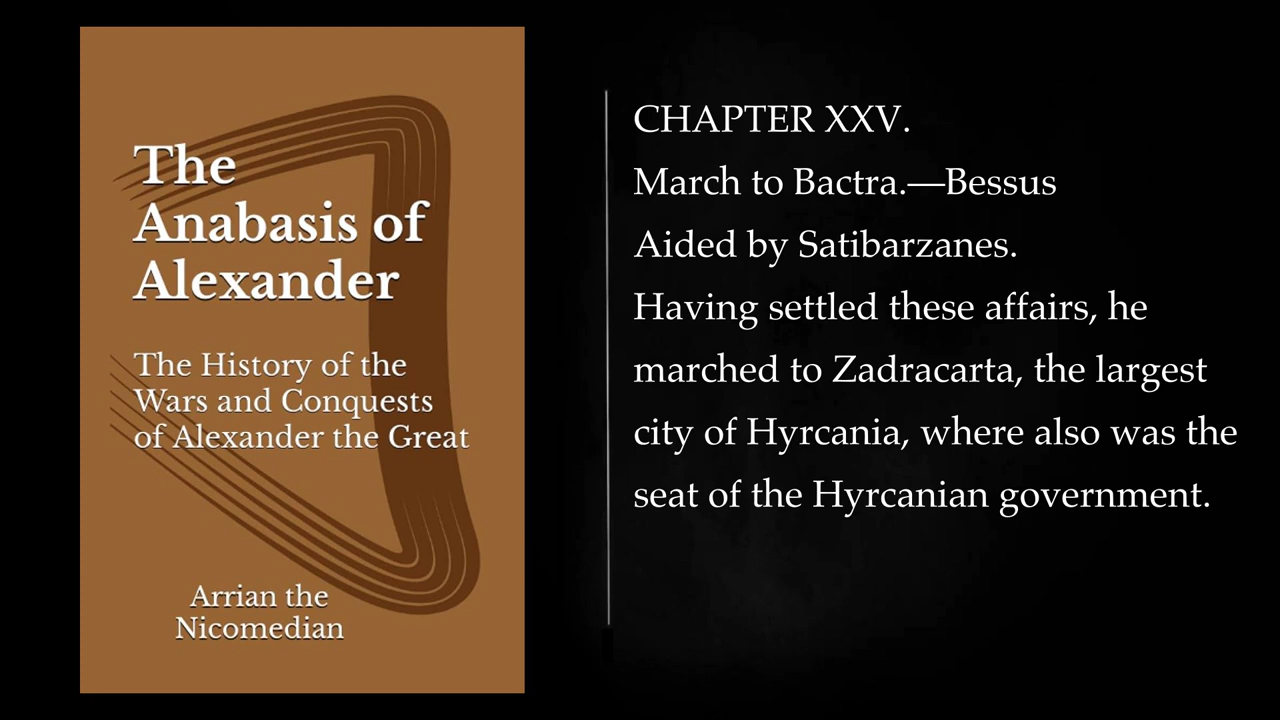 The
Anabasis of
Alexander
The History of the
Wars and Conquests
of Alexander the Great
Arrian the
Nicomedian
CHAPTER XXV.
March to Bactra.—Bessus
Aided by Satibarzanes.
Having settled these affairs, he
marched to Zadracarta, the largest
city of Hyrcania, where also was the
seat of the Hyrcanian government.